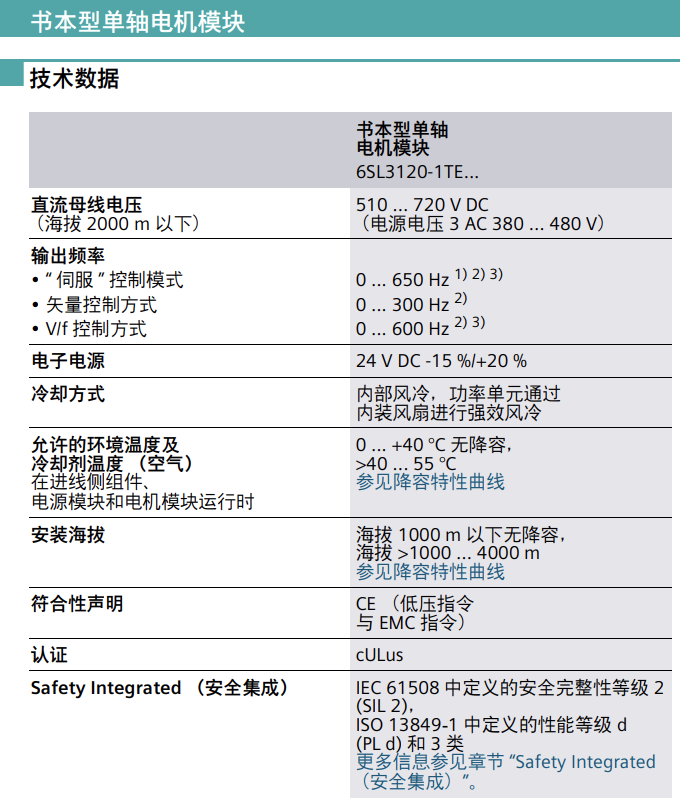 书本型单轴电机模块
技术数据
书本型单轴
电机模块
6SL3120-1TE...
直流母线电压
（海拔 2000 m 以下）
510 ... 720 V DC
（电源电压 3 AC 380 ... 480 V）
输出频率
• “ 伺服 ” 控制模式
0 ... 650 Hz 1) 2) 3)
• 矢量控制方式
0 ... 300 Hz 2)
• V/f 控制方式
0 ... 600 Hz 2) 3)
电子电源
24 V DC -15 %/+20 %
冷却方式
内部风冷，功率单元通过
内装风扇进行强效风冷
允许的环境温度及
冷却剂温度 （空气）
在进线侧组件、
电源模块和电机模块运行时
0 ... +40 ºC 无降容，
>40 ... 55 ºC
参见降容特性曲线
安装海拔
海拔 1000 m 以下无降容，
海拔 >1000 ... 4000 m
参见降容特性曲线
符合性声明
CE （低压指令
与 EMC 指令）
认证
cULus
Safety Integrated （安全集成）
IEC 61508 中定义的安全完整性等级 2
(SIL 2)，
ISO 13849-1 中定义的性能等级 d
(PL d) 和 3 类
更多信息参见章节 “Safety Integrated
（安全集成）”。